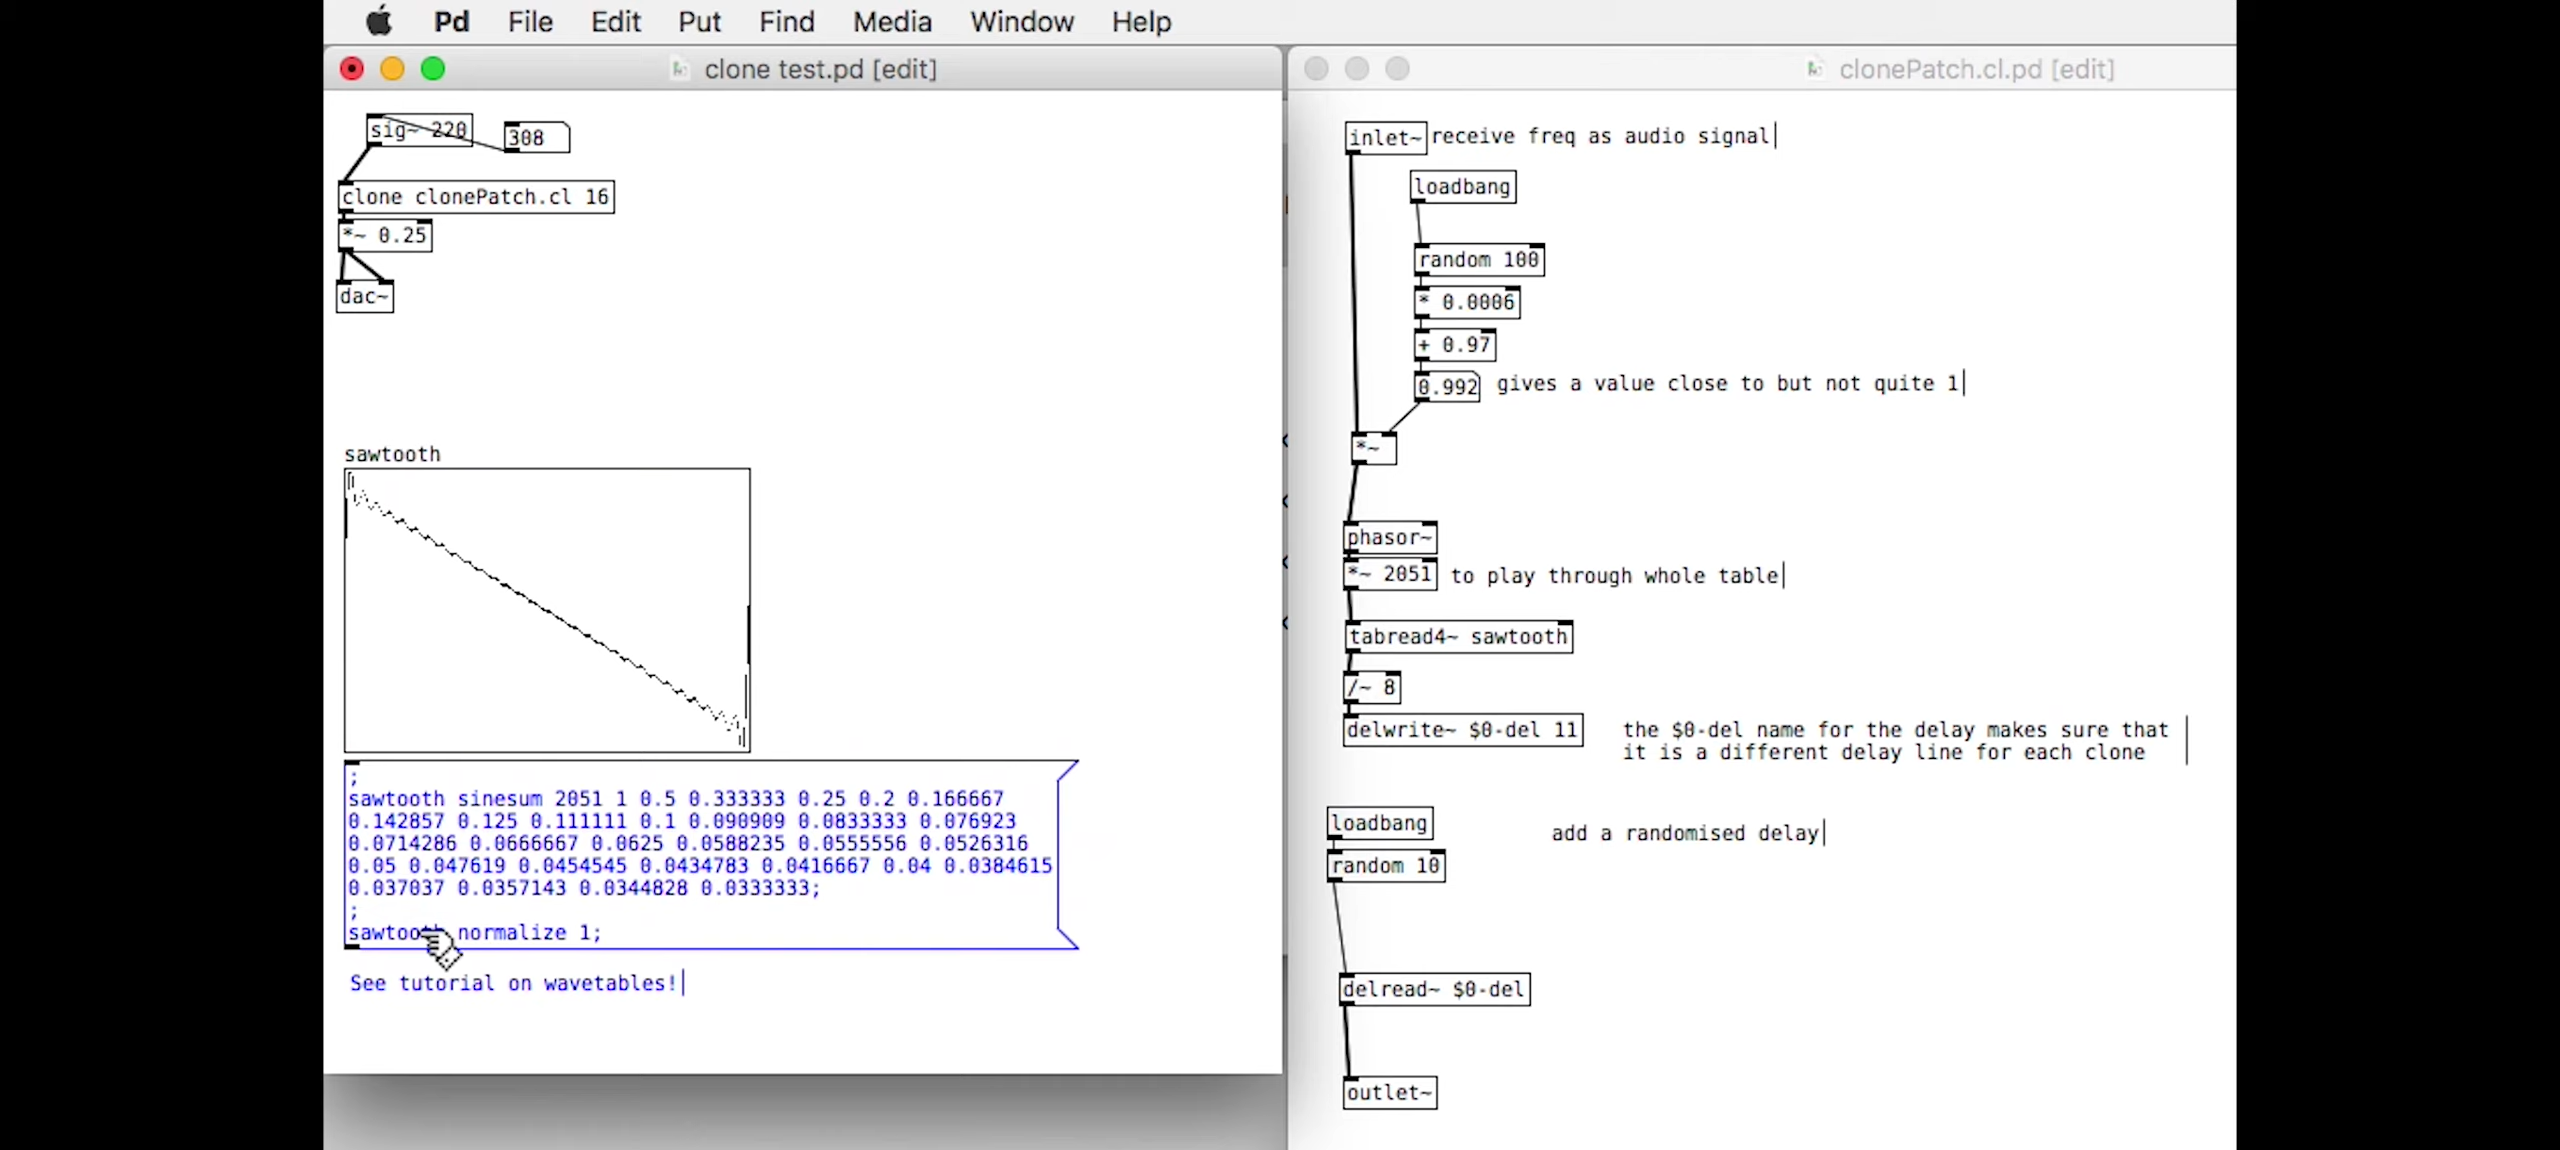 Pd File Edit Put Find Media Window Help
clone test.pd [edit]
sig~ 220
308
clone clonePatch.cl 16
*~ 0.25
dac~
sawtooth
;
sawtooth sinesum 2051 1 0.5 0.333333 0.25 0.2 0.166667
0.142857 0.125 0.111111 0.1 0.090909 0.0833333 0.076923
0.0714286 0.0666667 0.0625 0.0588235 0.0555556 0.0526316
0.05 0.047619 0.0454545 0.0434783 0.0416667 0.04 0.0384615
0.037037 0.0357143 0.0344828 0.0333333;
;
sawtooth normalize 1;
See tutorial on wavetables!
clonePatch.cl.pd [edit]
inlet~ receive freq as audio signal
loadbang
random 100
* 0.0006
+ 0.97
0.992 gives a value close to but not quite 1
*~
phasor~
*~ 2051 to play through whole table
tabread4~ sawtooth
/~ 8
delwrite~ $0-del 11
the $0-del name for the delay makes sure that
it is a different delay line for each clone
loadbang
add a randomised delay
random 10
delread~ $0-del
outlet~